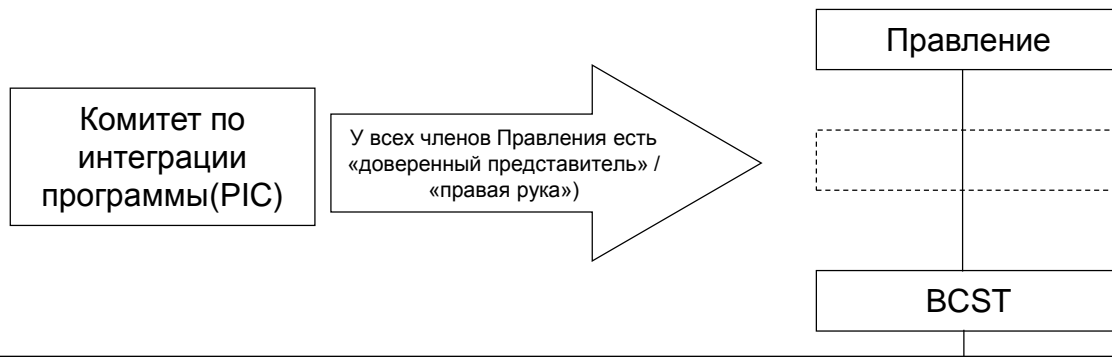 Правление
Комитет по
интеграции
программы(PIC)
У всех членов Правления есть
«доверенный представитель» /
«правая рука»)
BCST